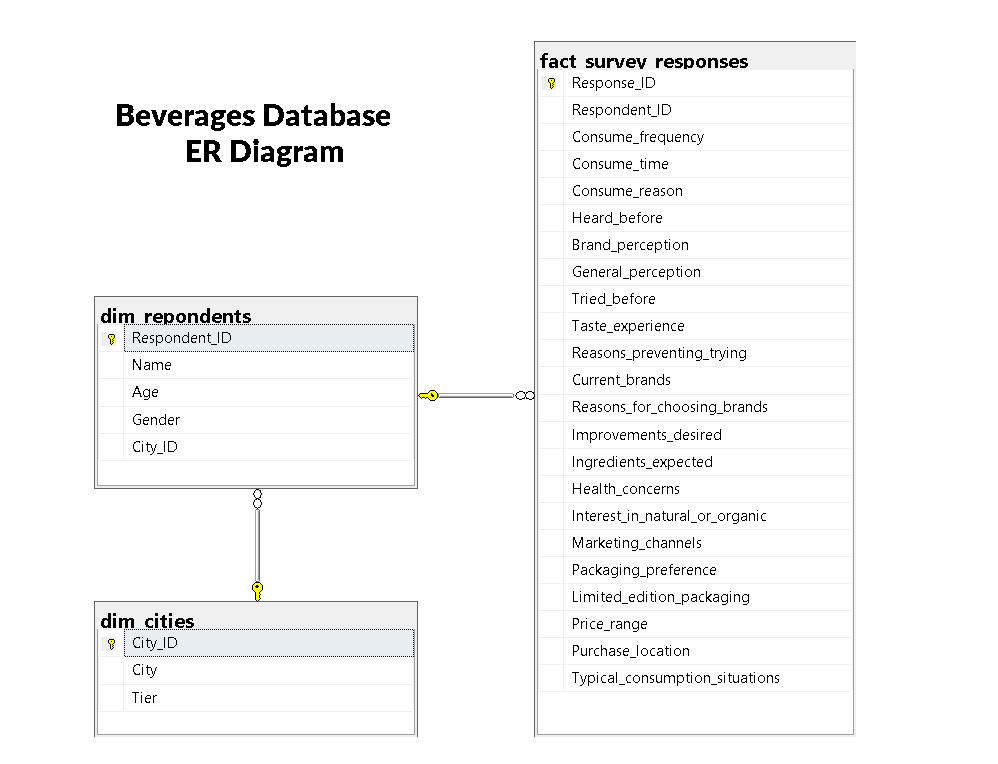 Beverages Database
ER Diagram
dim_repondents
Respondent_ID
Name
Age
Gender
City_ID
dim_cities
City_ID
City
Tier
fact_survey_responses
Response_ID
Respondent_ID
Consume_frequency
Consume_time
Consume_reason
Heard_before
Brand_perception
General_perception
Tried_before
Taste_experience
Reasons_preventing_trying
Current_brands
Reasons_for_choosing_brands
Improvements_desired
Ingredients_expected
Health_concerns
Interest_in_natural_or_organic
Marketing_channels
Packaging_preference
Limited_edition_packaging
Price_range
Purchase_location
Typical_consumption_situations